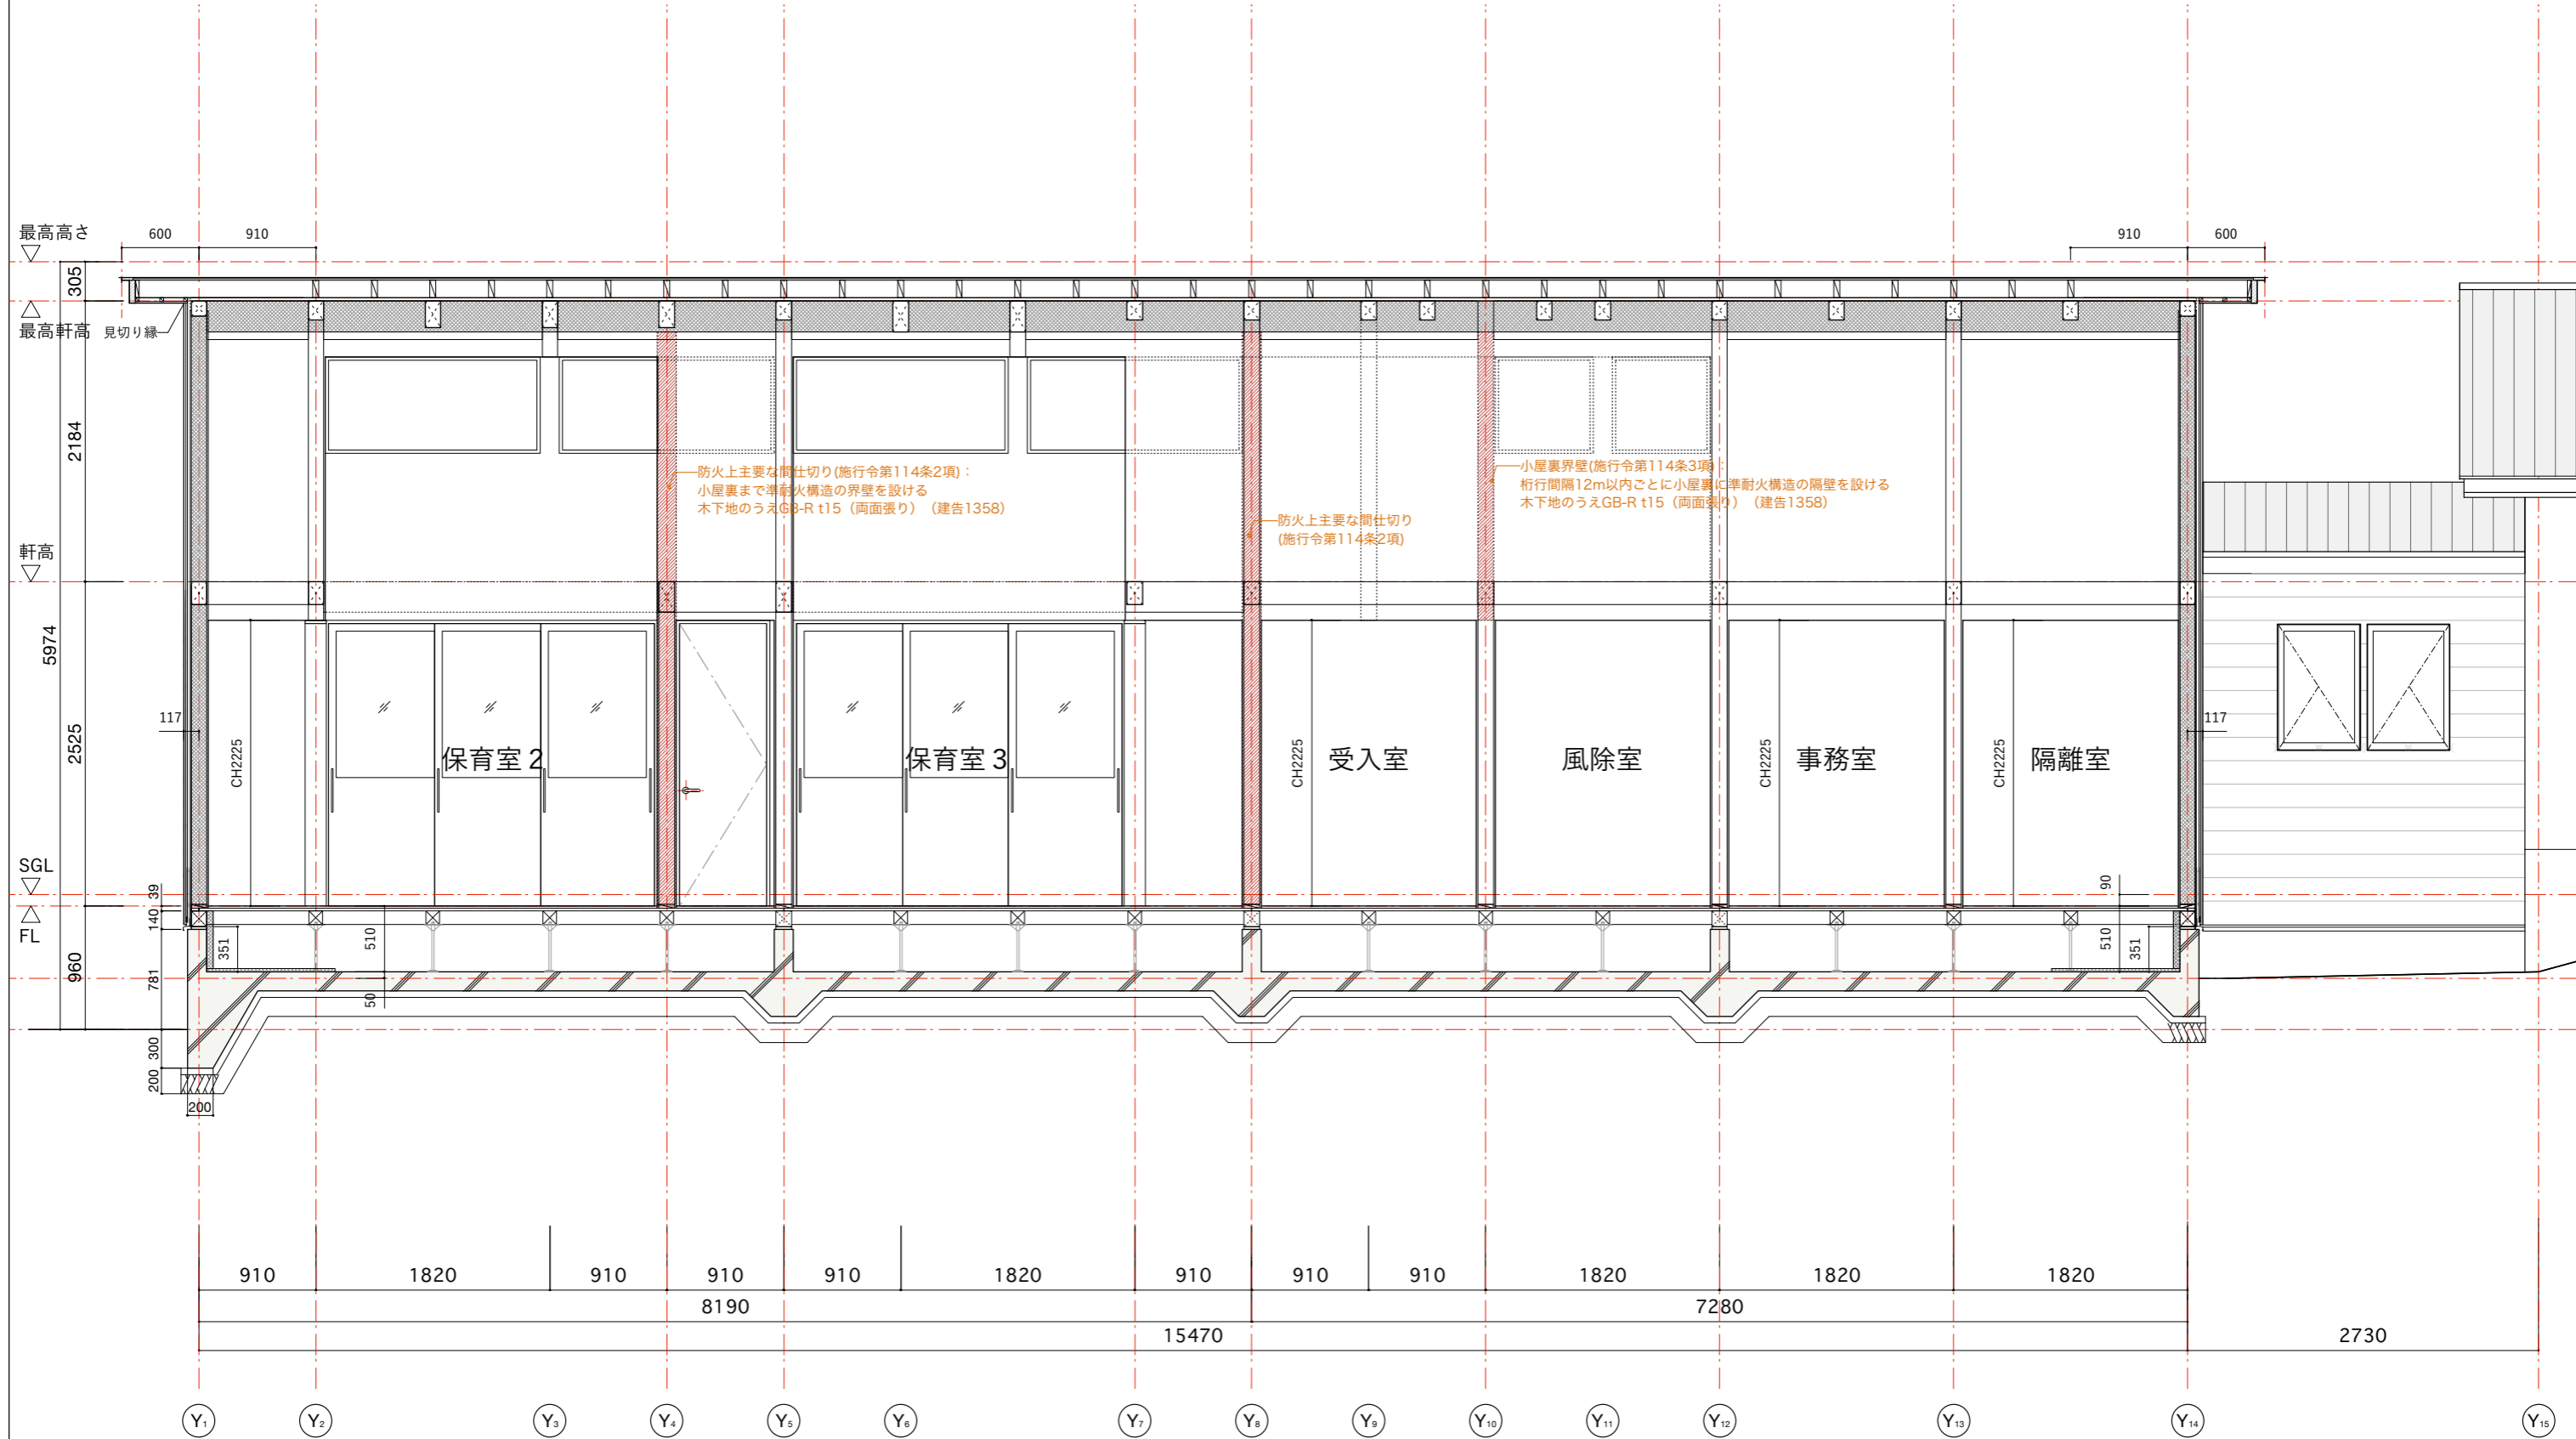 最高高さ
600
910
910
600
305
最高軒高
見切り縁
2184
防火上主要な間仕切り(施行令第114条2項)：
小屋裏まで準耐火構造の界壁を設ける
木下地のうえGB-R t15（両面張り）（建告1358）
小屋裏界壁(施行令第114条3項)：
桁行間隔12m以内ごとに小屋裏に準耐火構造の隔壁を設ける
木下地のうえGB-R t15（両面張り）（建告1358）
防火上主要な間仕切り
(施行令第114条2項)
軒高
5974
2525
117
117
CH2225
保育室２
保育室３
CH2225
受入室
風除室
CH2225
事務室
CH2225
隔離室
SGL
FL
39
140
960
781
351
510
50
90
510
351
300
200
200
910
1820
910
910
910
1820
910
910
910
1820
1820
1820
8190
7280
15470
2730
Y1
Y2
Y3
Y4
Y5
Y6
Y7
Y8
Y9
Y10
Y11
Y12
Y13
Y14
Y15